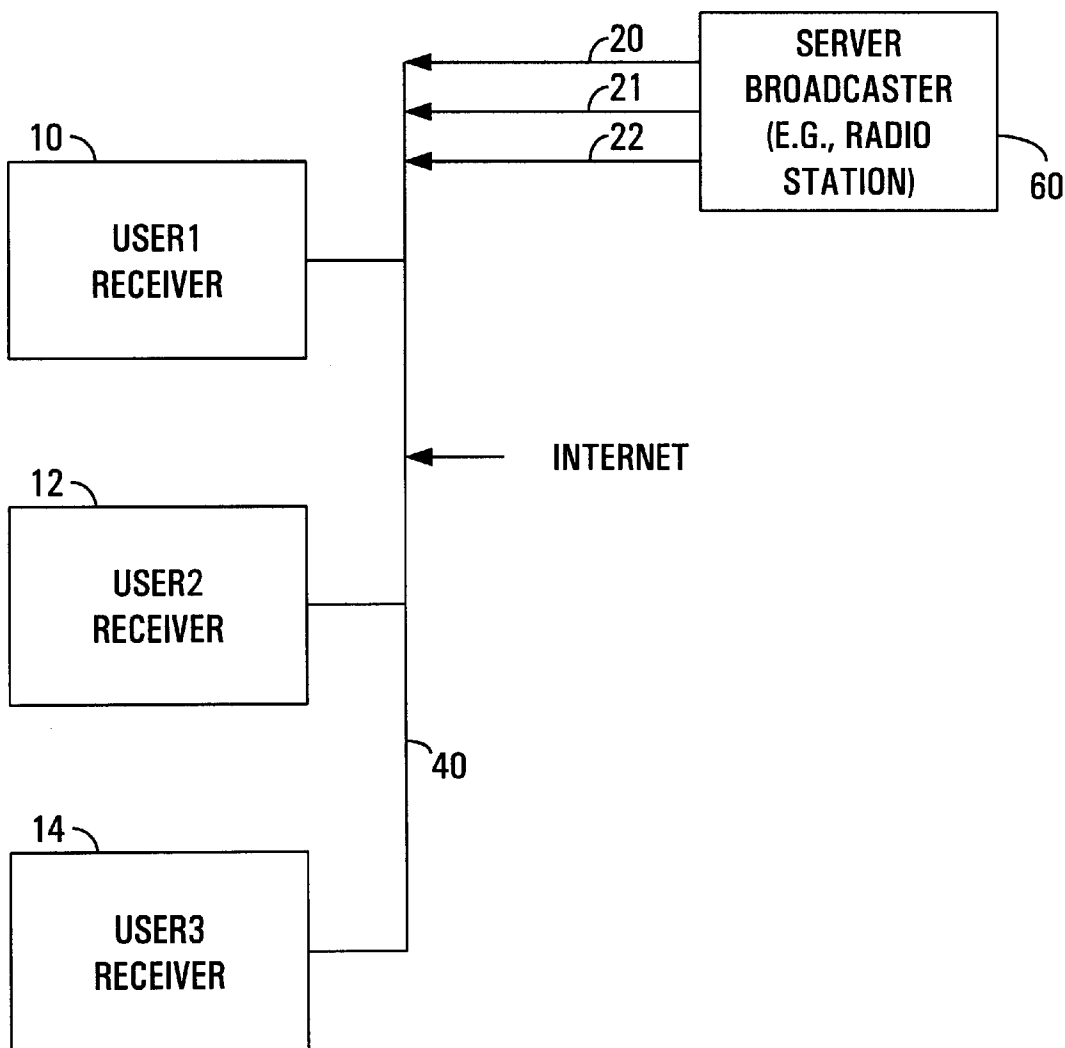 20
SERVER
BROADCASTER
(E.G., RADIO
STATION)
21
22
60
10
USER1
RECEIVER
INTERNET
12
USER2
RECEIVER
40
14
USER3
RECEIVER